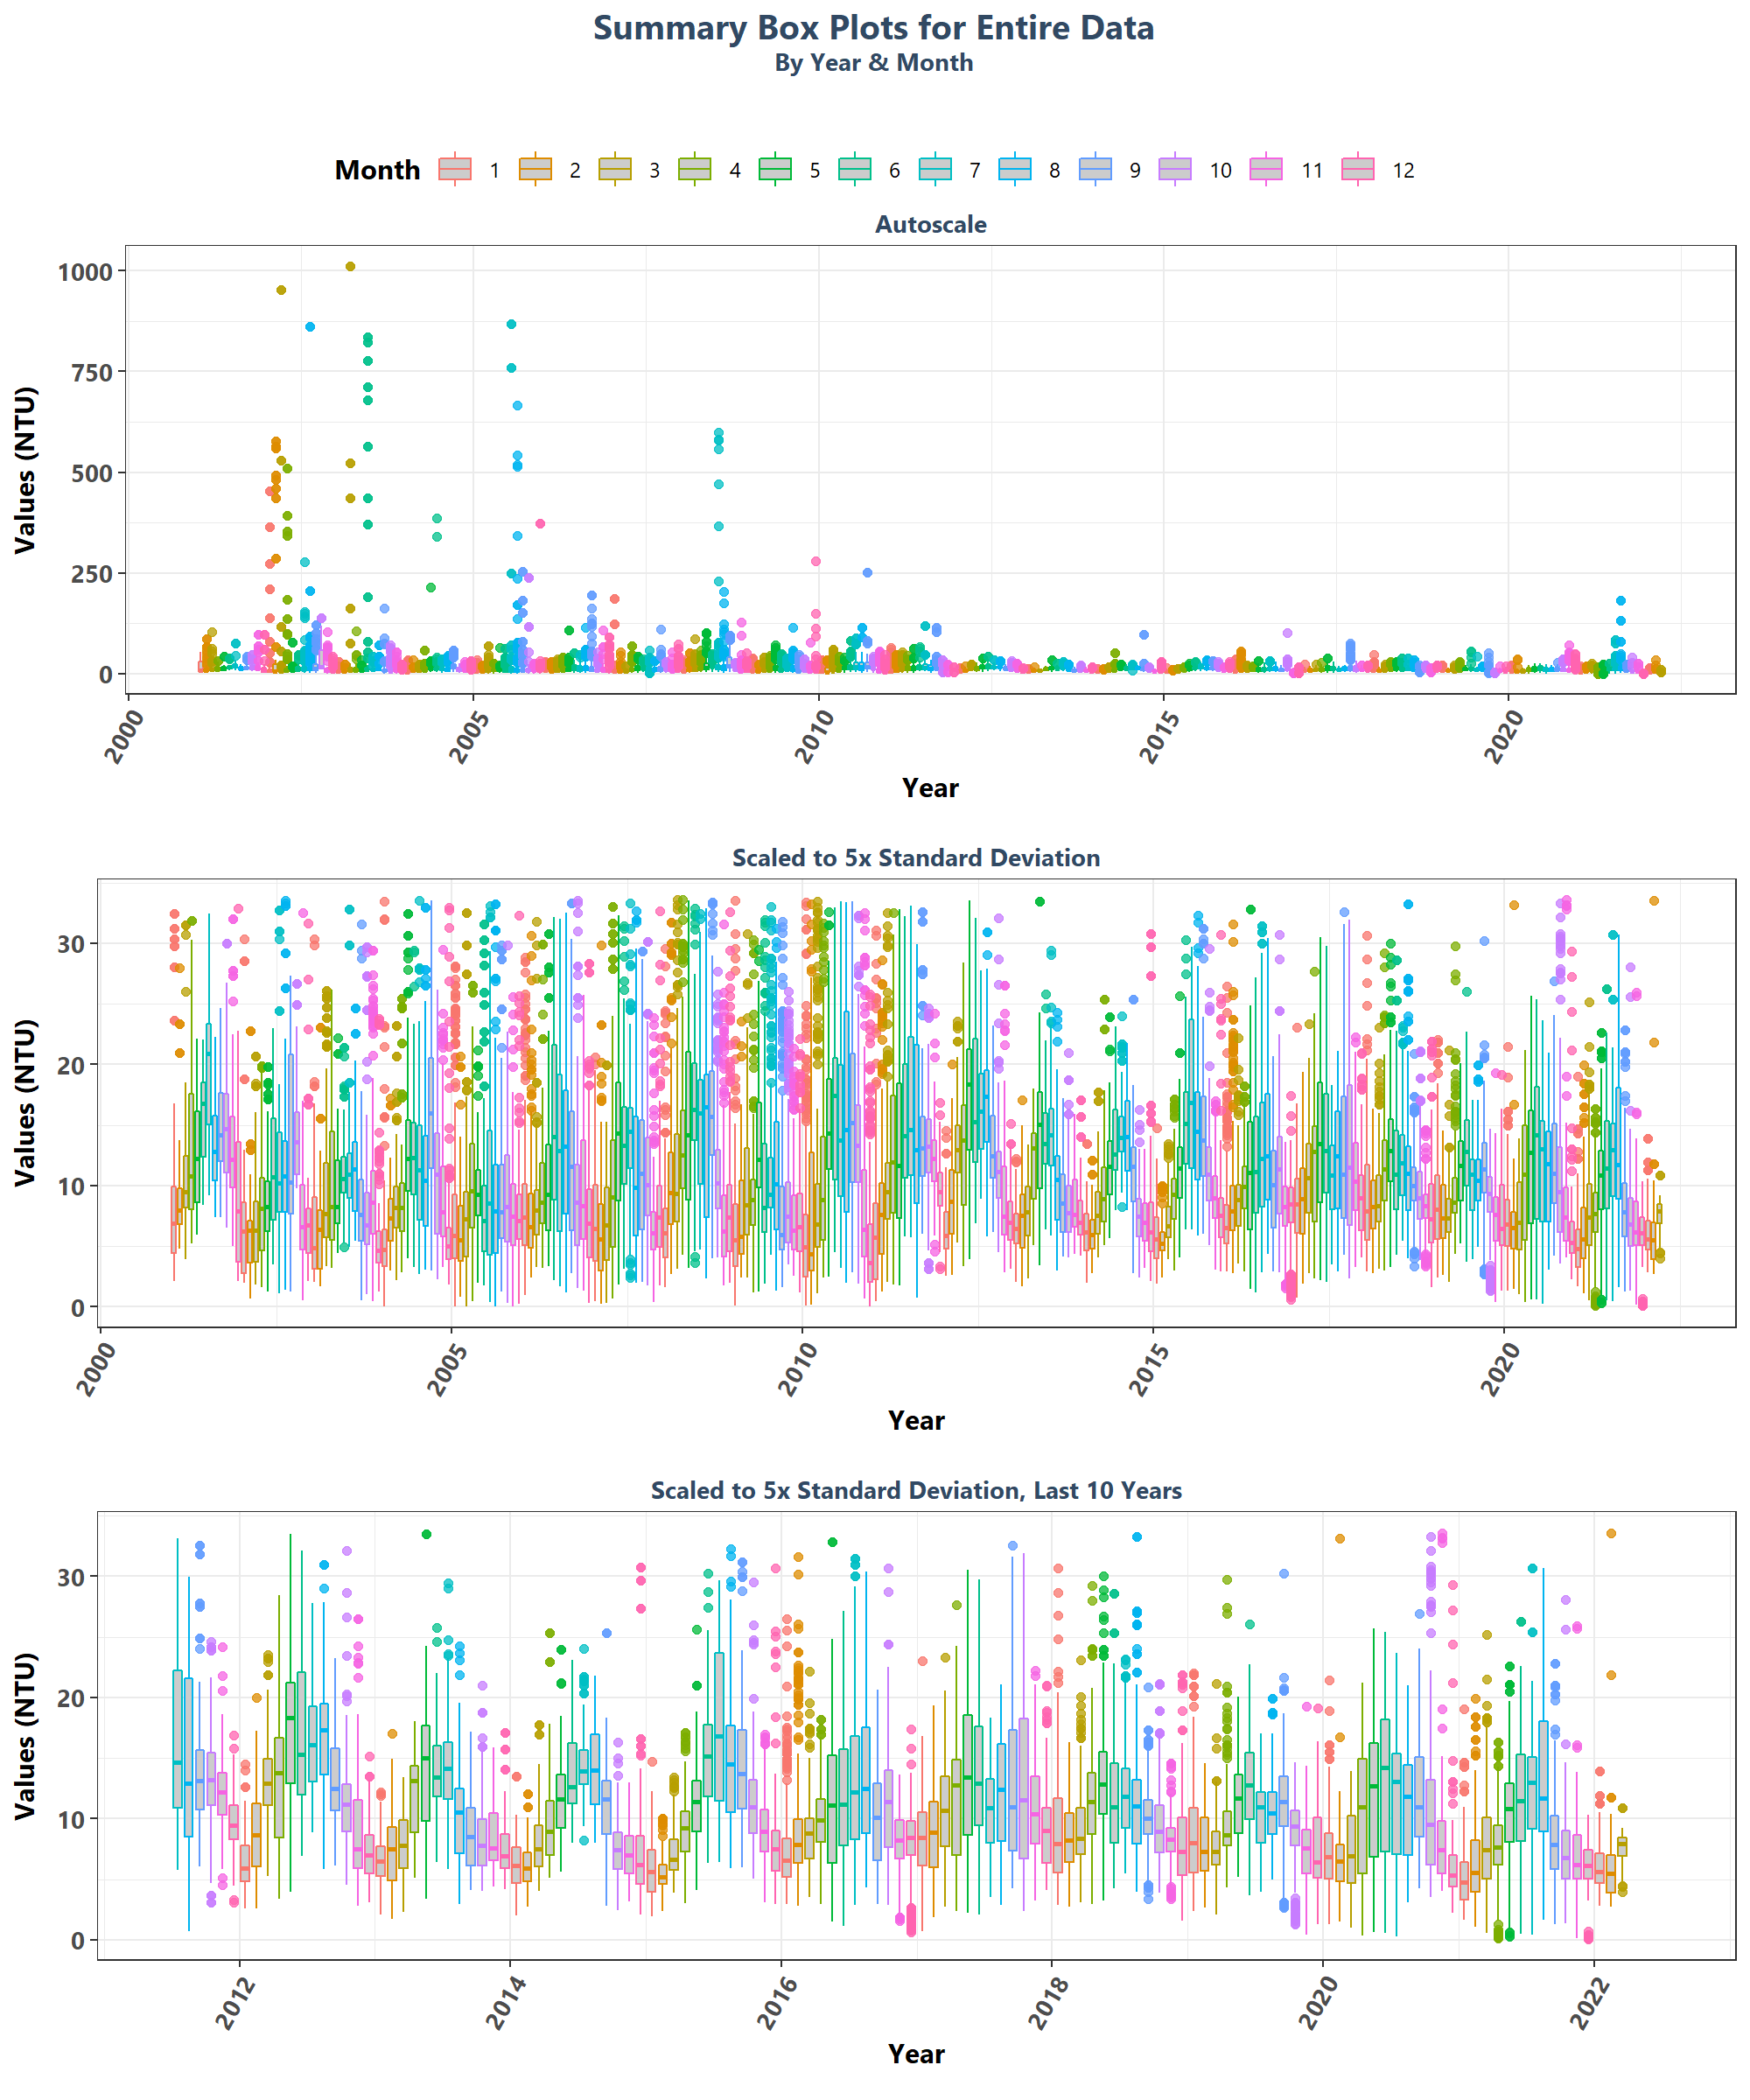 Summary Box Plots for Entire Data
By Year & Month
Month 1 2 3 4 5 6 7 8 9 10 11 12
Autoscale
Values (NTU)
1000
750
500
250
0
2000 2005 2010 2015 2020
Year
Scaled to 5x Standard Deviation
Values (NTU)
30
20
10
0
2000 2005 2010 2015 2020
Year
Scaled to 5x Standard Deviation, Last 10 Years
Values (NTU)
30
20
10
0
2012 2014 2016 2018 2020 2022
Year